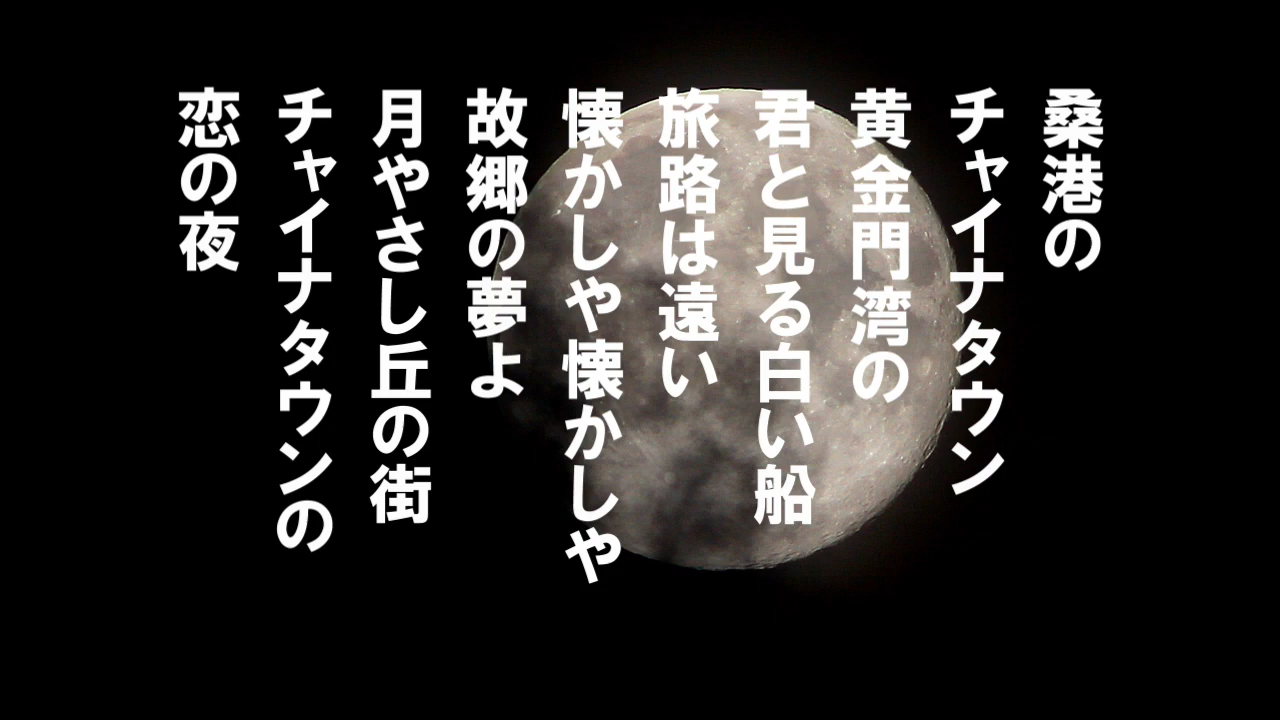 桑港の
チャイナタウン
黄金門湾の
君と見る白い船
旅路は遠い
懐かしや懐かしや
故郷の夢よ
月やさし丘の街
チャイナタウンの
恋の夜